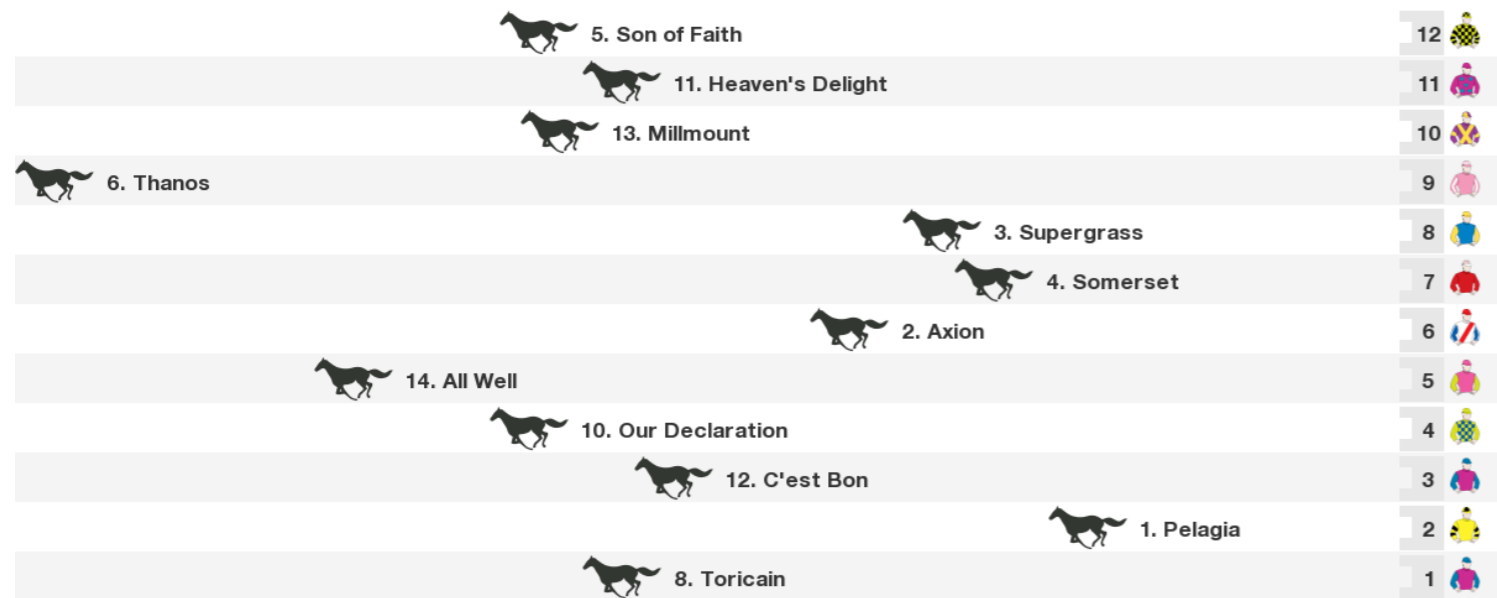 5. Son of Faith 12
11. Heaven's Delight 11
13. Millmount 10
6. Thanos 9
3. Supergrass 8
4. Somerset 7
2. Axion 6
14. All Well 5
10. Our Declaration 4
12. C'est Bon 3
1. Pelagia 2
8. Toricain 1